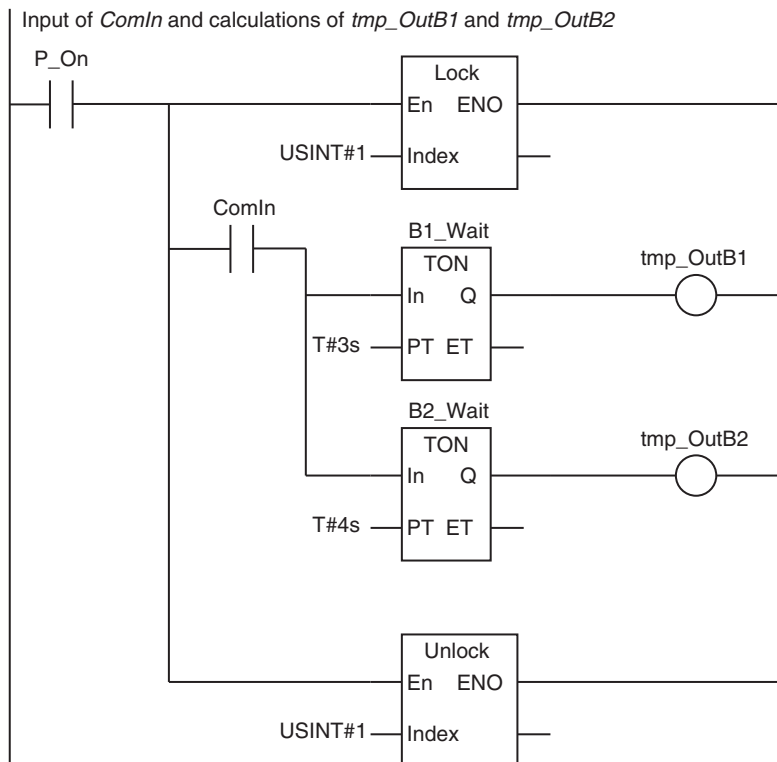 Input of ComIn and calculations of tmp_OutB1 and tmp_OutB2
P_On
Lock
En ENO
USINT#1 Index
ComIn
B1_Wait
TON
tmp_OutB1
In Q
T#3s PT ET
B2_Wait
TON
tmp_OutB2
In Q
T#4s PT ET
Unlock
En ENO
USINT#1 Index